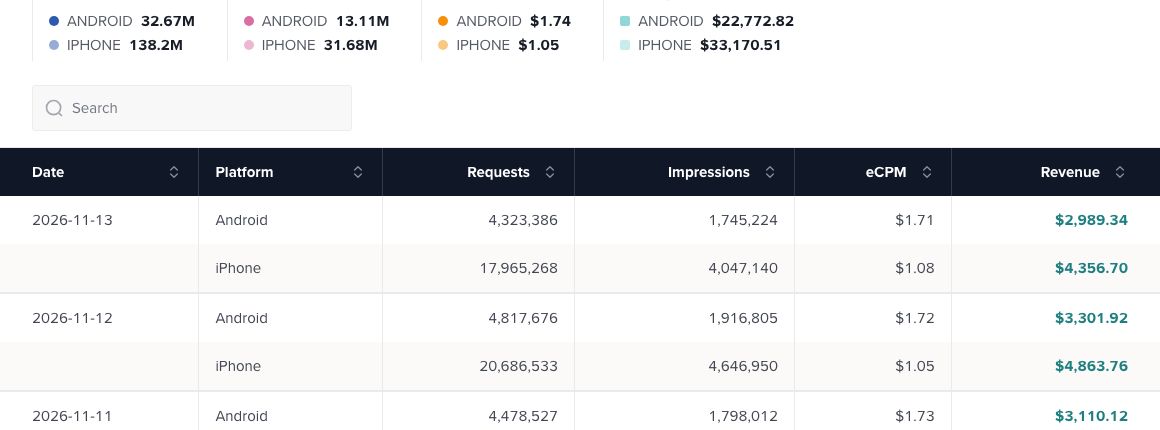 ANDROID 32.67M ANDROID 13.11M ANDROID $1.74 ANDROID $22,772.82
IPHONE 138.2M IPHONE 31.68M IPHONE $1.05 IPHONE $33,170.51
Search
Date Platform Requests Impressions eCPM Revenue
2026-11-13 Android 4,323,386 1,745,224 $1.71 $2,989.34
iPhone 17,965,268 4,047,140 $1.08 $4,356.70
2026-11-12 Android 4,817,676 1,916,805 $1.72 $3,301.92
iPhone 20,686,533 4,646,950 $1.05 $4,863.76
2026-11-11 Android 4,478,527 1,798,012 $1.73 $3,110.12